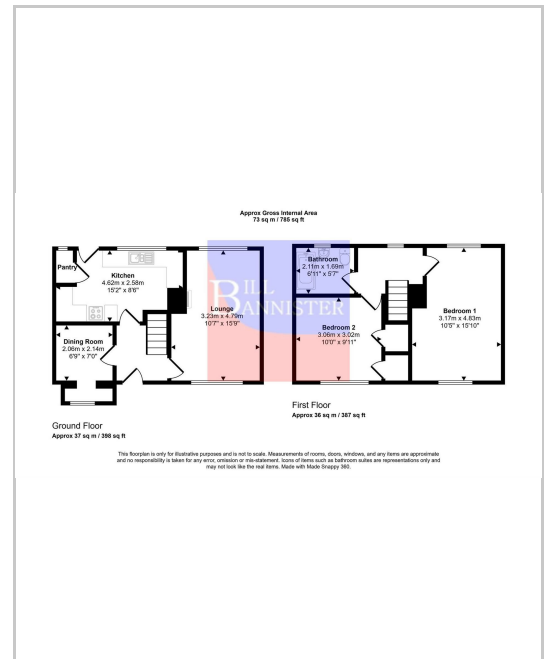 Approx Gross Internal Area
73 sq m / 785 sq ft
Pantry
Kitchen
4.62m x 2.58m
15'2" x 8'6"
Lounge
3.23m x 4.79m
10'7" x 15'9"
Dining Room
2.06m x 2.14m
6'9" x 7'0"
Ground Floor
Approx 37 sq m / 398 sq ft
Bathroom
2.11m x 1.69m
6'11" x 5'7"
Bedroom 2
3.06m x 3.02m
10'0" x 9'11"
Bedroom 1
3.17m x 4.83m
10'5" x 15'10"
First Floor
Approx 36 sq m / 387 sq ft
BILL
BANNISTER
This floorplan is only for illustrative purposes and is not to scale. Measurements of rooms, doors, windows, and any items are approximate
and no responsibility is taken for any error, omission or mis-statement. Icons of items such as bathroom suites are representations only and
may not look like the real items. Made with Made Snappy 360.